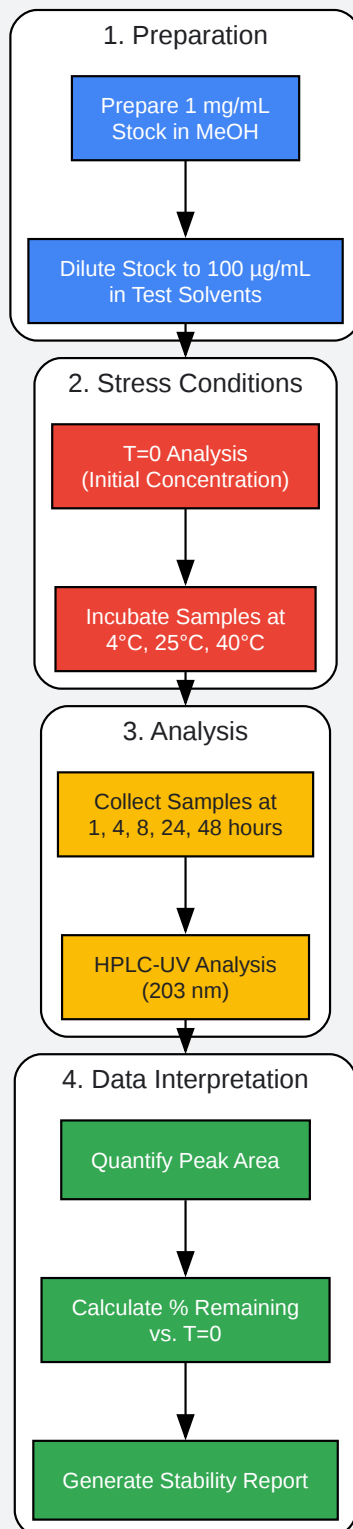 1. Preparation
Prepare 1 mg/mL
Stock in MeOH
Dilute Stock to 100 µg/mL
in Test Solvents
2. Stress Conditions
T=0 Analysis
(Initial Concentration)
Incubate Samples at
4°C, 25°C, 40°C
3. Analysis
Collect Samples at
1, 4, 8, 24, 48 hours
HPLC-UV Analysis
(203 nm)
4. Data Interpretation
Quantify Peak Area
Calculate % Remaining
vs. T=0
Generate Stability Report